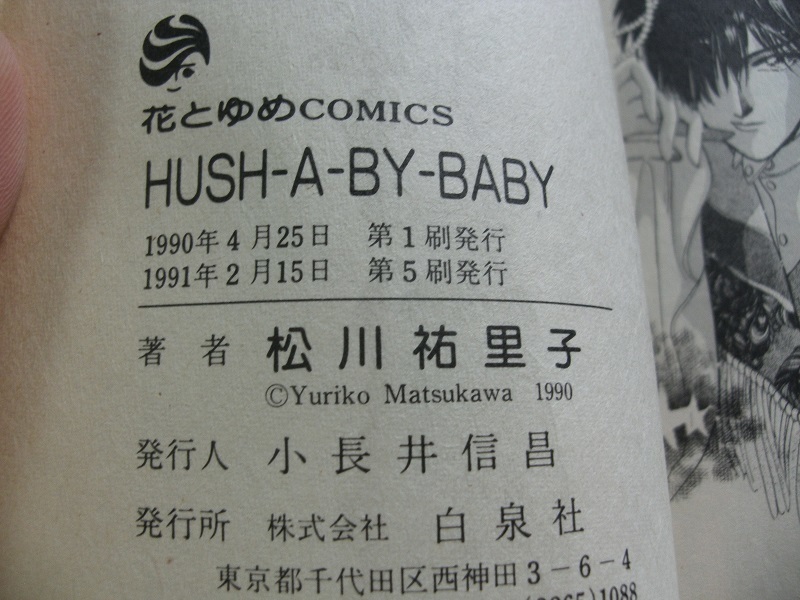 花とゆめCOMICS
HUSH-A-BY-BABY
1990年4月25日 第1刷発行
1991年2月15日 第5刷発行
著者 松川祐里子
©Yuriko Matsukawa 1990
発行人 小長井信昌
発行所 株式会社 白泉社
東京都千代田区西神田3-6-4
)1088